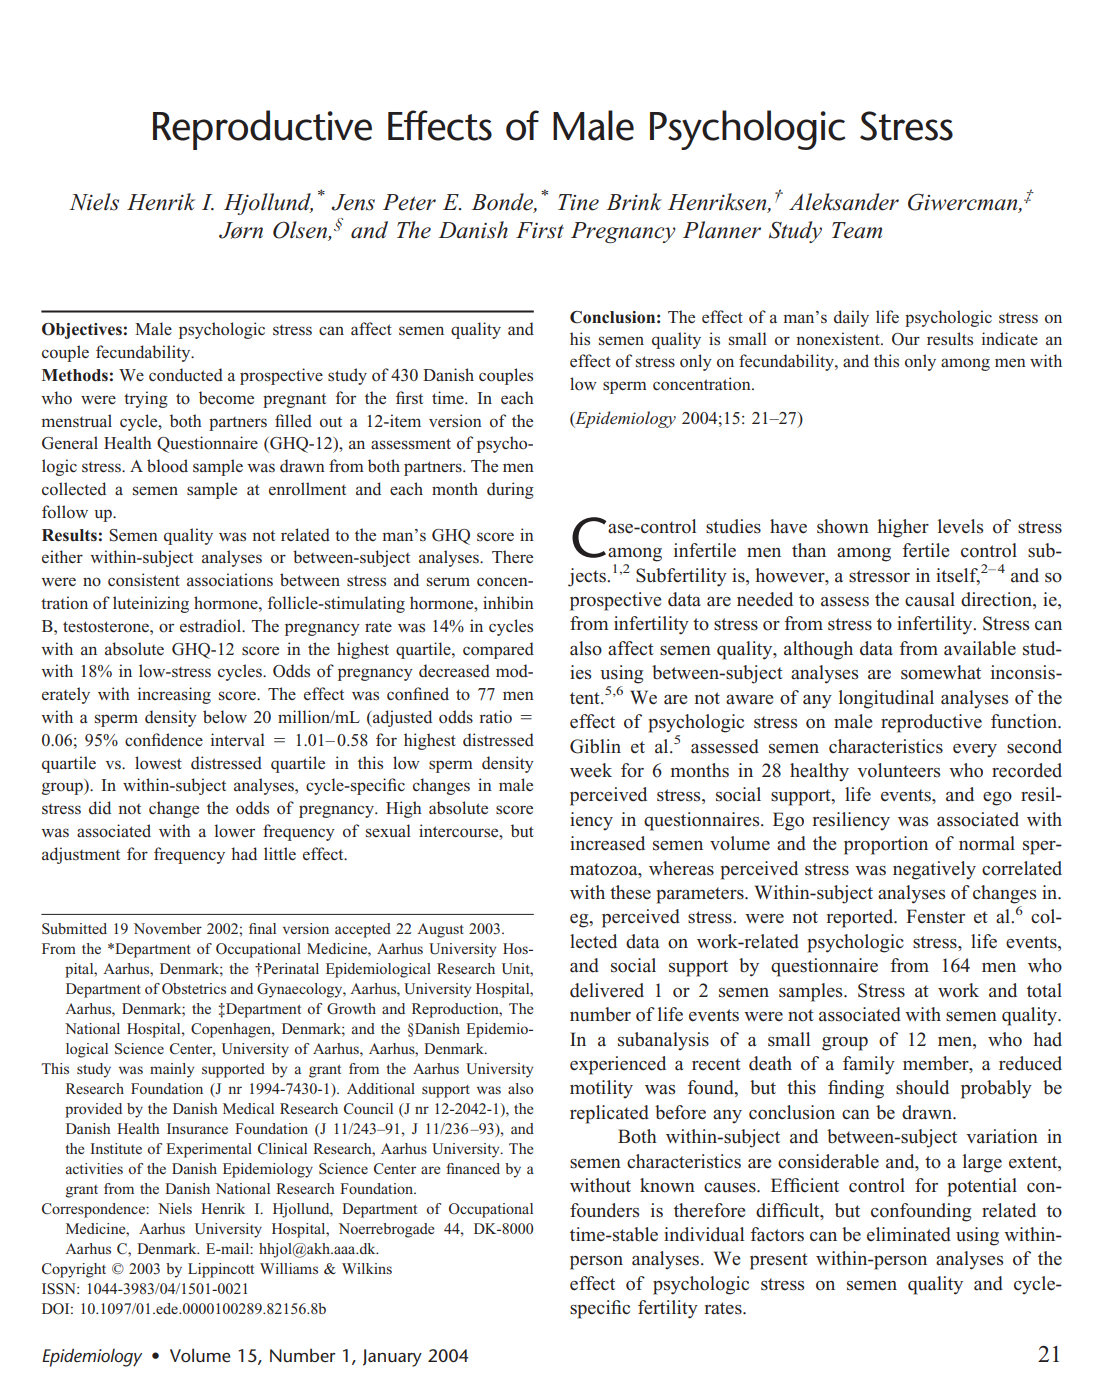 Reproductive Effects of Male Psychologic Stress
Niels Henrik I. Hjollund,* Jens Peter E. Bonde,* Tine Brink Henriksen,† Aleksander Giwercman,‡
Jørn Olsen,§ and The Danish First Pregnancy Planner Study Team
Objectives: Male psychologic stress can affect semen quality and
couple fecundability.
Methods: We conducted a prospective study of 430 Danish couples
who were trying to become pregnant for the first time. In each
menstrual cycle, both partners filled out a 12-item version of the
General Health Questionnaire (GHQ-12), an assessment of psycho-
logic stress. A blood sample was drawn from both partners. The men
collected a semen sample at enrollment and each month during
follow up.
Results: Semen quality was not related to the man's GHQ score in
either within-subject analyses or between-subject analyses. There
were no consistent associations between stress and serum concen-
tration of luteinizing hormone, follicle-stimulating hormone, inhibin
B, testosterone, or estradiol. The pregnancy rate was 14% in cycles
with an absolute GHQ-12 score in the highest quartile, compared
with 18% in low-stress cycles. Odds of pregnancy decreased mod-
erately with increasing score. The effect was confined to 77 men
with a sperm density below 20 million/mL (adjusted odds ratio =
0.06; 95% confidence interval = 1.01–0.58 for highest distressed
quartile vs. lowest distressed quartile in this low sperm density
group). In within-subject analyses, cycle-specific changes in male
stress did not change the odds of pregnancy. High absolute score
was associated with a lower frequency of sexual intercourse, but
adjustment for frequency had little effect.
Submitted 19 November 2002; final version accepted 22 August 2003.
From the *Department of Occupational Medicine, Aarhus University Hos-
pital, Aarhus, Denmark; the †Perinatal Epidemiological Research Unit,
Department of Obstetrics and Gynaecology, Aarhus, University Hospital,
Aarhus, Denmark; the ‡Department of Growth and Reproduction, The
National Hospital, Copenhagen, Denmark; and the §Danish Epidemio-
logical Science Center, University of Aarhus, Aarhus, Denmark.
This study was mainly supported by a grant from the Aarhus University
Research Foundation (J nr 1994-7430-1). Additional support was also
provided by the Danish Medical Research Council (J nr 12-2042-1), the
Danish Health Insurance Foundation (J 11/243–91, J 11/236–93), and
the Institute of Experimental Clinical Research, Aarhus University. The
activities of the Danish Epidemiology Science Center are financed by a
grant from the Danish National Research Foundation.
Correspondence: Niels Henrik I. Hjollund, Department of Occupational
Medicine, Aarhus University Hospital, Noerrebrogade 44, DK-8000
Aarhus C, Denmark. E-mail: hhjol@akh.aaa.dk.
Copyright © 2003 by Lippincott Williams & Wilkins
ISSN: 1044-3983/04/1501-0021
DOI: 10.1097/01.ede.0000100289.82156.8b
Conclusion: The effect of a man's daily life psychologic stress on
his semen quality is small or nonexistent. Our results indicate an
effect of stress only on fecundability, and this only among men with
low sperm concentration.
(Epidemiology 2004;15: 21–27)
Case-control studies have shown higher levels of stress
among infertile men than among fertile control sub-
jects.1,2 Subfertility is, however, a stressor in itself,2–4 and so
prospective data are needed to assess the causal direction, ie,
from infertility to stress or from stress to infertility. Stress can
also affect semen quality, although data from available stud-
ies using between-subject analyses are somewhat inconsis-
tent.5,6 We are not aware of any longitudinal analyses of the
effect of psychologic stress on male reproductive function.
Giblin et al.5 assessed semen characteristics every second
week for 6 months in 28 healthy volunteers who recorded
perceived stress, social support, life events, and ego resil-
iency in questionnaires. Ego resiliency was associated with
increased semen volume and the proportion of normal sper-
matozoa, whereas perceived stress was negatively correlated
with these parameters. Within-subject analyses of changes in.
eg, perceived stress. were not reported. Fenster et al.6 col-
lected data on work-related psychologic stress, life events,
and social support by questionnaire from 164 men who
delivered 1 or 2 semen samples. Stress at work and total
number of life events were not associated with semen quality.
In a subanalysis of a small group of 12 men, who had
experienced a recent death of a family member, a reduced
motility was found, but this finding should probably be
replicated before any conclusion can be drawn.
Both within-subject and between-subject variation in
semen characteristics are considerable and, to a large extent,
without known causes. Efficient control for potential con-
founders is therefore difficult, but confounding related to
time-stable individual factors can be eliminated using within-
person analyses. We present within-person analyses of the
effect of psychologic stress on semen quality and cycle-
specific fertility rates.
Epidemiology • Volume 15, Number 1, January 2004
21